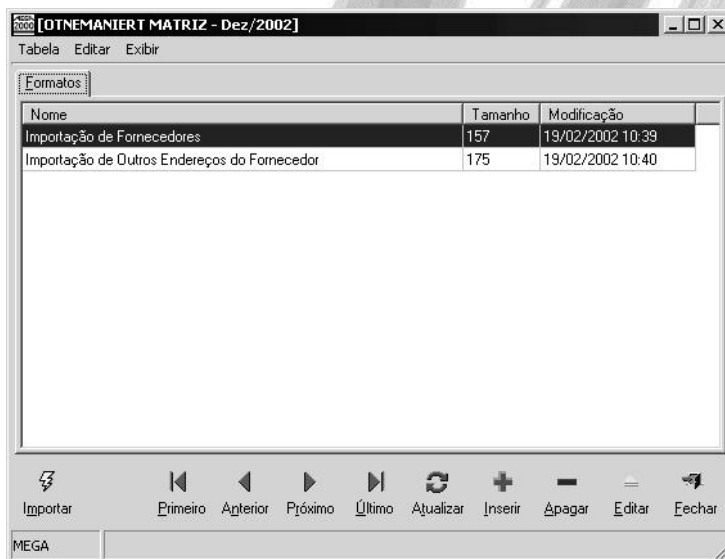 [OTNEMANIERT MATRIZ - Dez/2002]
Tabela Editar Exibir
Formatos
Nome Tamanho Modificação
Importação de Fornecedores 157 19/02/2002 10:39
Importação de Outros Endereços do Fornecedor 175 19/02/2002 10:40
Importar Primeiro Anterior Próximo Último Atualizar Inserir Apagar Editar Fechar
MEGA